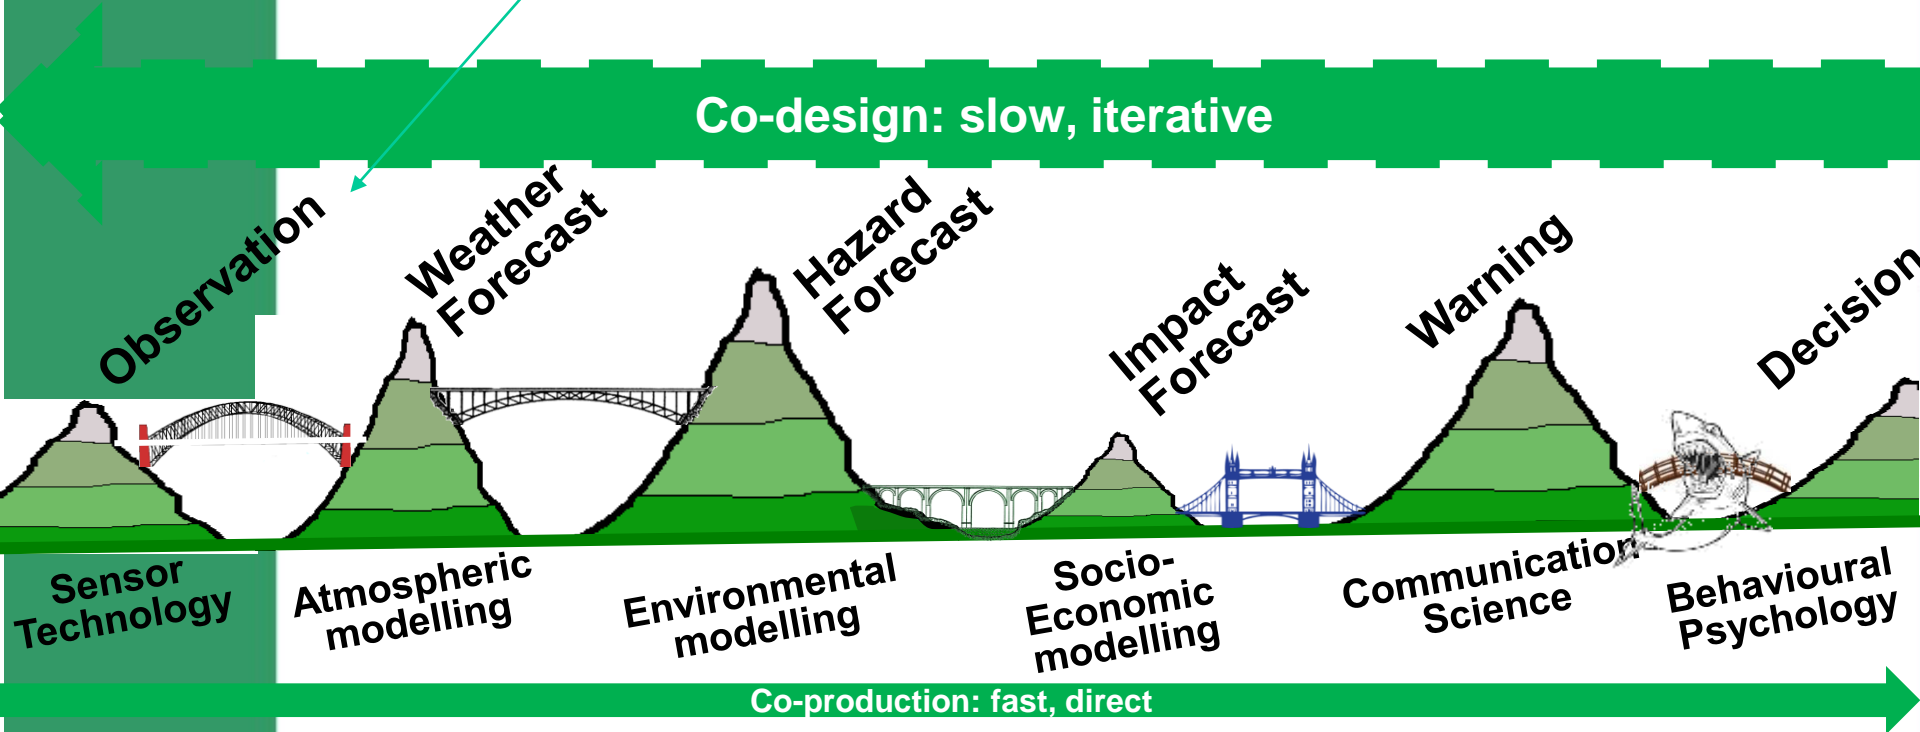 Co-design: slow, iterative
Observation
Weather
Forecast
Hazard
Forecast
Impact
Forecast
Warning
Decision
Sensor
Technology
Atmospheric
modelling
Environmental
modelling
Socio-
Economic
modelling
Communication
Science
Behavioural
Psychology
Co-production: fast, direct